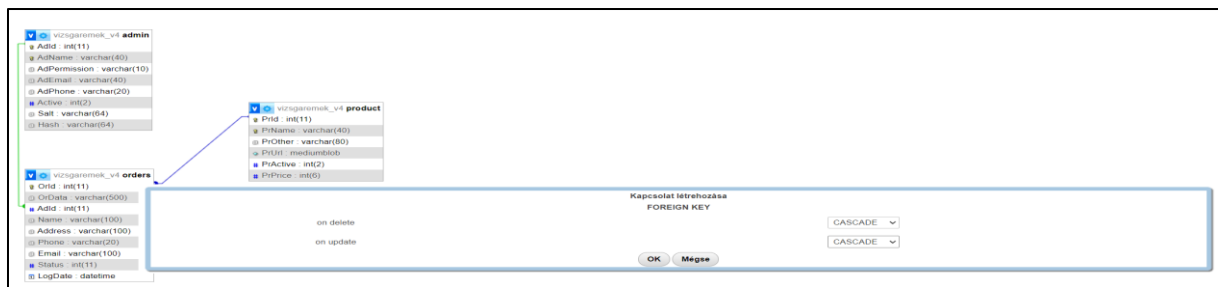 vizsgaremek_v4 admin
AdId : int(11)
AdName : varchar(40)
AdPermission : varchar(10)
AdEmail : varchar(40)
AdPhone : varchar(20)
Active : int(2)
Salt : varchar(64)
Hash : varchar(64)
vizsgaremek_v4 product
PrId : int(11)
PrName : varchar(40)
PrOther : varchar(80)
PrUrl : mediumblob
PrActive : int(2)
PrPrice : int(6)
vizsgaremek_v4 orders
OrId : int(11)
OrData : varchar(500)
AdId : int(11)
Name : varchar(100)
Address : varchar(100)
Phone : varchar(20)
Email : varchar(100)
Status : int(11)
LogDate : datetime
Kapcsolat létrehozása
FOREIGN KEY
on delete CASCADE
on update CASCADE
OK Mégse